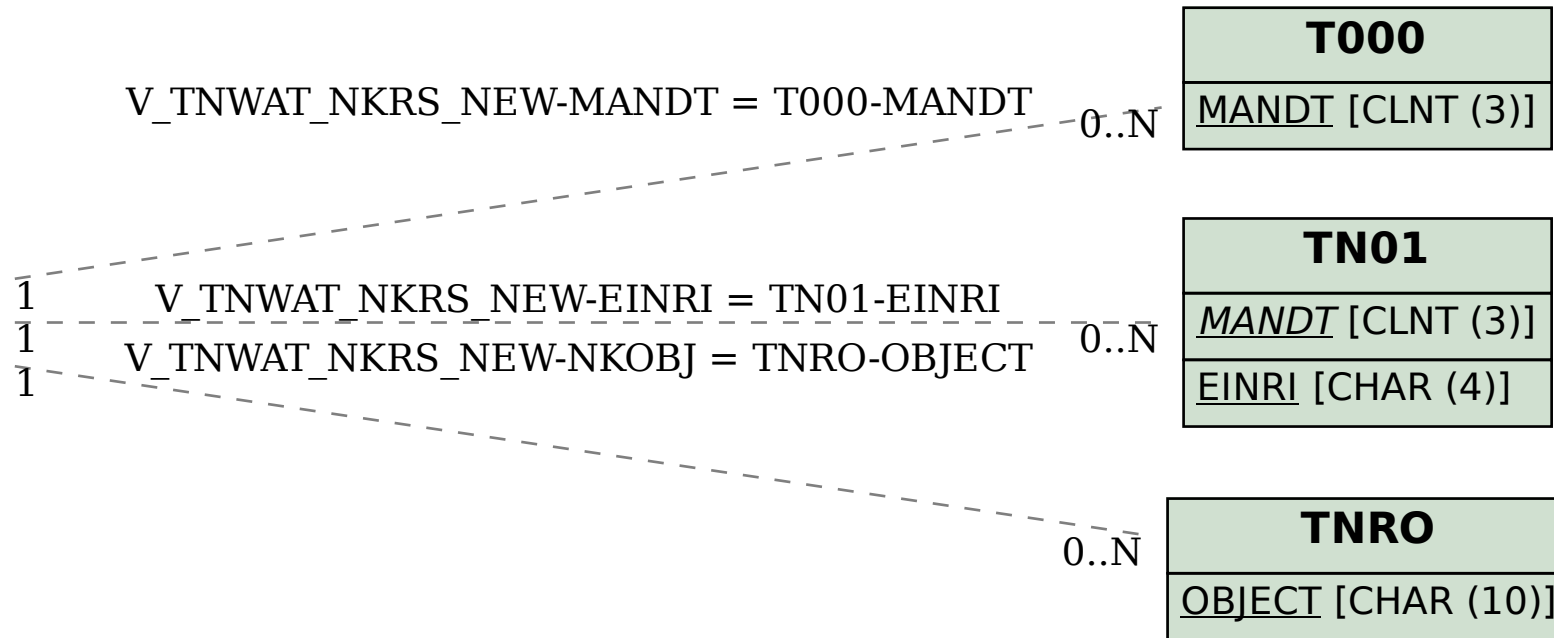 T000
V_TNWAT_NKRS_NEW-MANDT = T000-MANDT
0..N
MANDT [CLNT (3)]
TN01
1
V_TNWAT_NKRS_NEW-EINRI = TN01-EINRI
MANDT [CLNT (3)]
1
0..N
V_TNWAT_NKRS_NEW-NKOBJ = TNRO-OBJECT
1
EINRI [CHAR (4)]
TNRO
0..N
OBJECT [CHAR (10)]